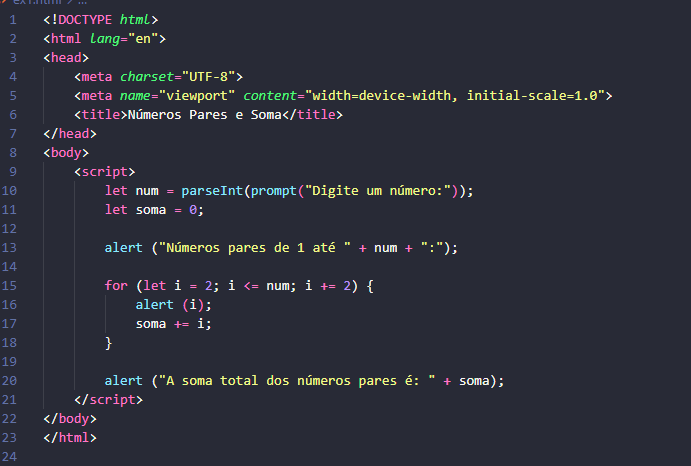 ex1.html > ...
1 <!DOCTYPE html>
2 <html lang="en">
3 <head>
4 <meta charset="UTF-8">
5 <meta name="viewport" content="width=device-width, initial-scale=1.0">
6 <title>Números Pares e Soma</title>
7 </head>
8 <body>
9 <script>
10 let num = parseInt(prompt("Digite um número:"));
11 let soma = 0;
12
13 alert ("Números pares de 1 até " + num + ":");
14
15 for (let i = 2; i <= num; i += 2) {
16 alert (i);
17 soma += i;
18 }
19
20 alert ("A soma total dos números pares é: " + soma);
21 </script>
22 </body>
23 </html>
24